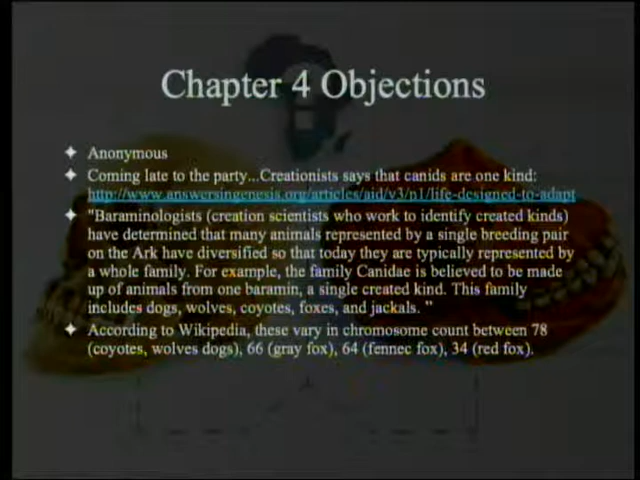 Chapter 4 Objections
Anonymous
Coming late to the party...Creationists says that canids are one kind:
http://www.answersingenesis.org/articles/aid/v3/n1/life-designed-to-adapt
"Baraminologists (creation scientists who work to identify created kinds)
have determined that many animals represented by a single breeding pair
on the Ark have diversified so that today they are typically represented by
a whole family. For example, the family Canidae is believed to be made
up of animals from one baramin, a single created kind. This family
includes dogs, wolves, coyotes, foxes, and jackals. "
According to Wikipedia, these vary in chromosome count between 78
(coyotes, wolves dogs), 66 (gray fox), 64 (fennec fox), 34 (red fox).